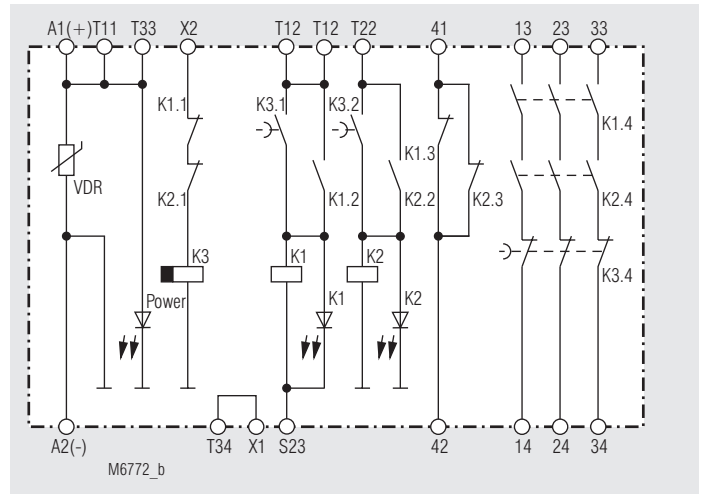 A1(+) T11 T33 X2 T12 T12 T22 41 13 23 33
K1.1 K3.1 K3.2
K1.4
K1.3
VDR
K2.1 K1.2 K2.2 K2.3 K2.4
K3 K1 K2
K3.4
Power K1 K2
A2(-) T34 X1 S23 42 14 24 34
M6772_b